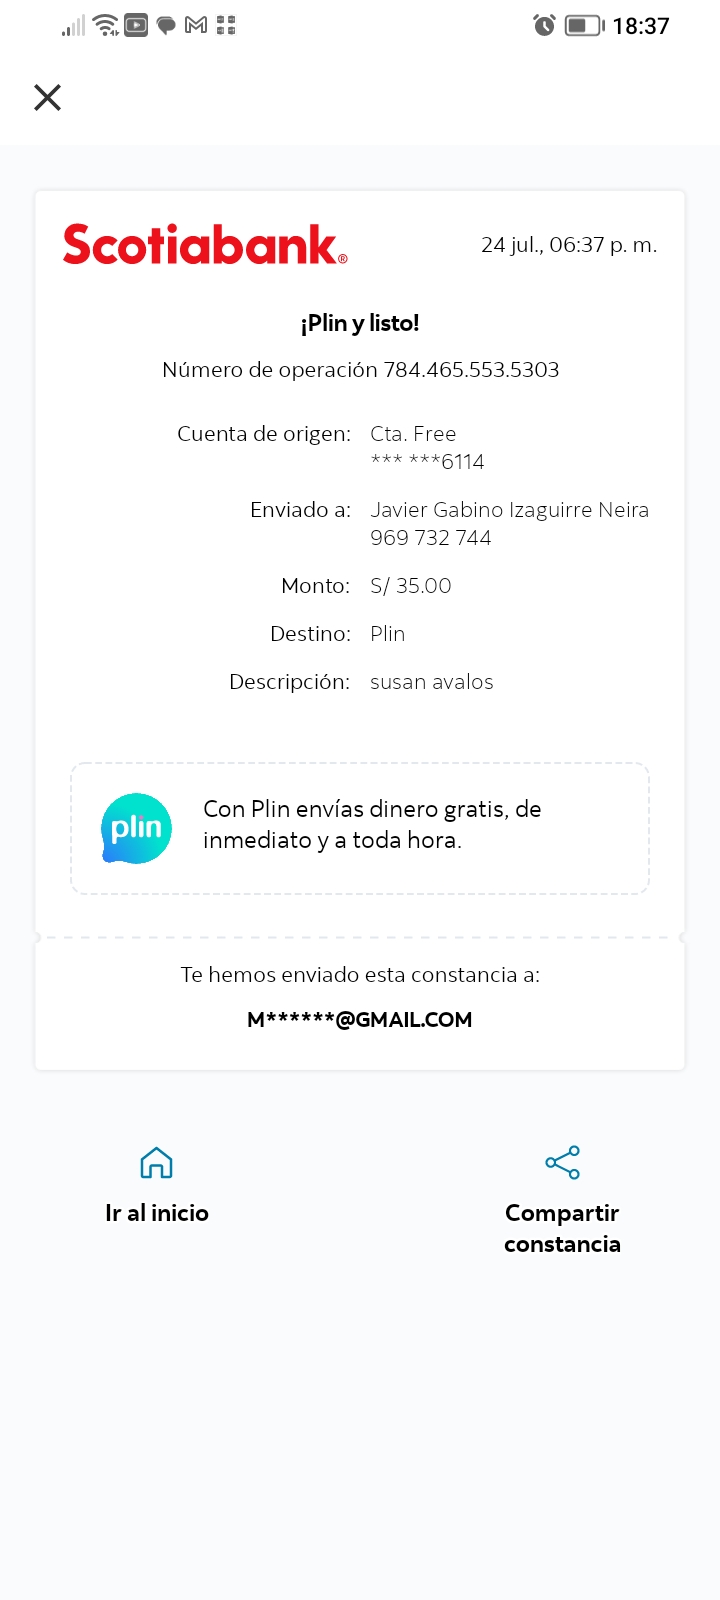 18:37
Scotiabank®
24 jul., 06:37 p. m.
¡Plin y listo!
Número de operación 784.465.553.5303
Cuenta de origen: Cta. Free
*** ***6114
Enviado a: Javier Gabino Izaguirre Neira
969 732 744
Monto: S/ 35.00
Destino: Plin
Descripción: susan avalos
plin
Con Plin envías dinero gratis, de
inmediato y a toda hora.
Te hemos enviado esta constancia a:
M******@GMAIL.COM
Ir al inicio
Compartir
constancia